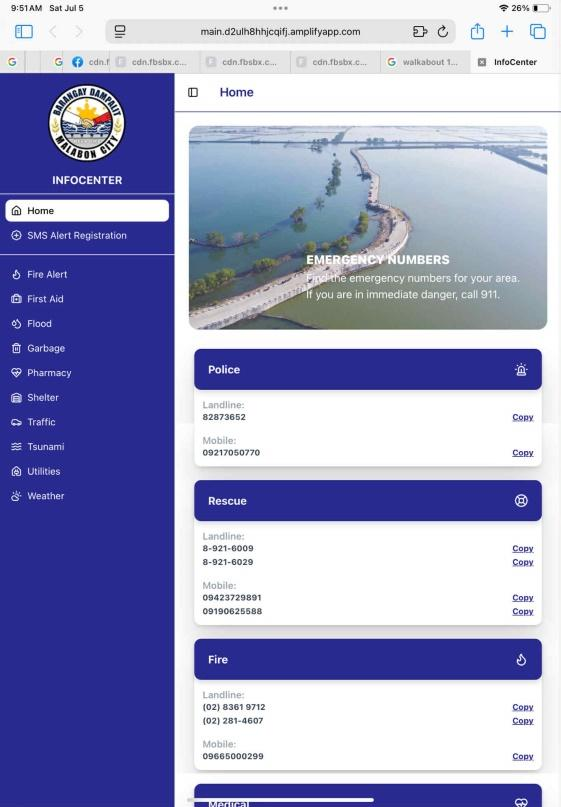 9:51 AM Sat Jul 5
26%
main.d2ulh8hhjcqifj.amplifyapp.com
cdn.f
cdn.fbsbx.c...
cdn.fbsbx.c...
cdn.fbsbx.c...
walkabout 1...
InfoCenter
BARANGAY DAMPALIT
MALABON CITY
INFOCENTER
Home
SMS Alert Registration
Fire Alert
First Aid
Flood
Garbage
Pharmacy
Shelter
Traffic
Tsunami
Utilities
Weather
Home
EMERGENCY NUMBERS
Find the emergency numbers for your area.
If you are in immediate danger, call 911.
Police
Landline:
82873652 Copy
Mobile:
09217050770 Copy
Rescue
Landline:
8-921-6009 Copy
8-921-6029 Copy
Mobile:
09423729891 Copy
09190625588 Copy
Fire
Landline:
(02) 8361 9712 Copy
(02) 281-4607 Copy
Mobile:
09665000299 Copy
Medical